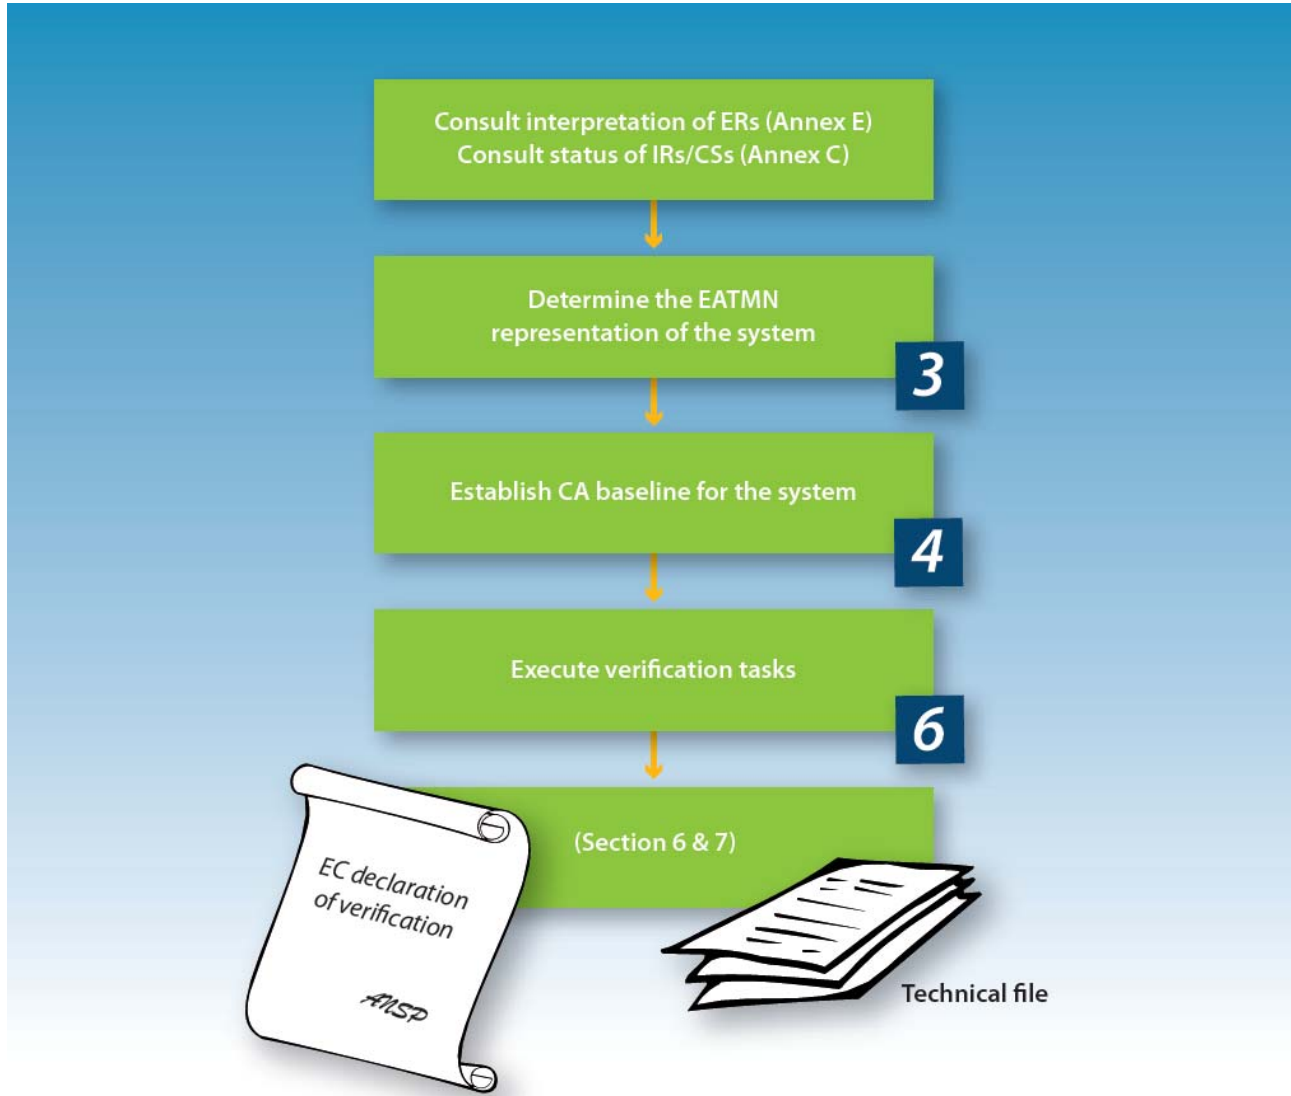 Consult interpretation of ERs (Annex E)
Consult status of IRs/CSs (Annex C)
Determine the EATMN
representation of the system
3
Establish CA baseline for the system
4
Execute verification tasks
6
(Section 6 & 7)
EC declaration
of verification
ANSP
Technical file